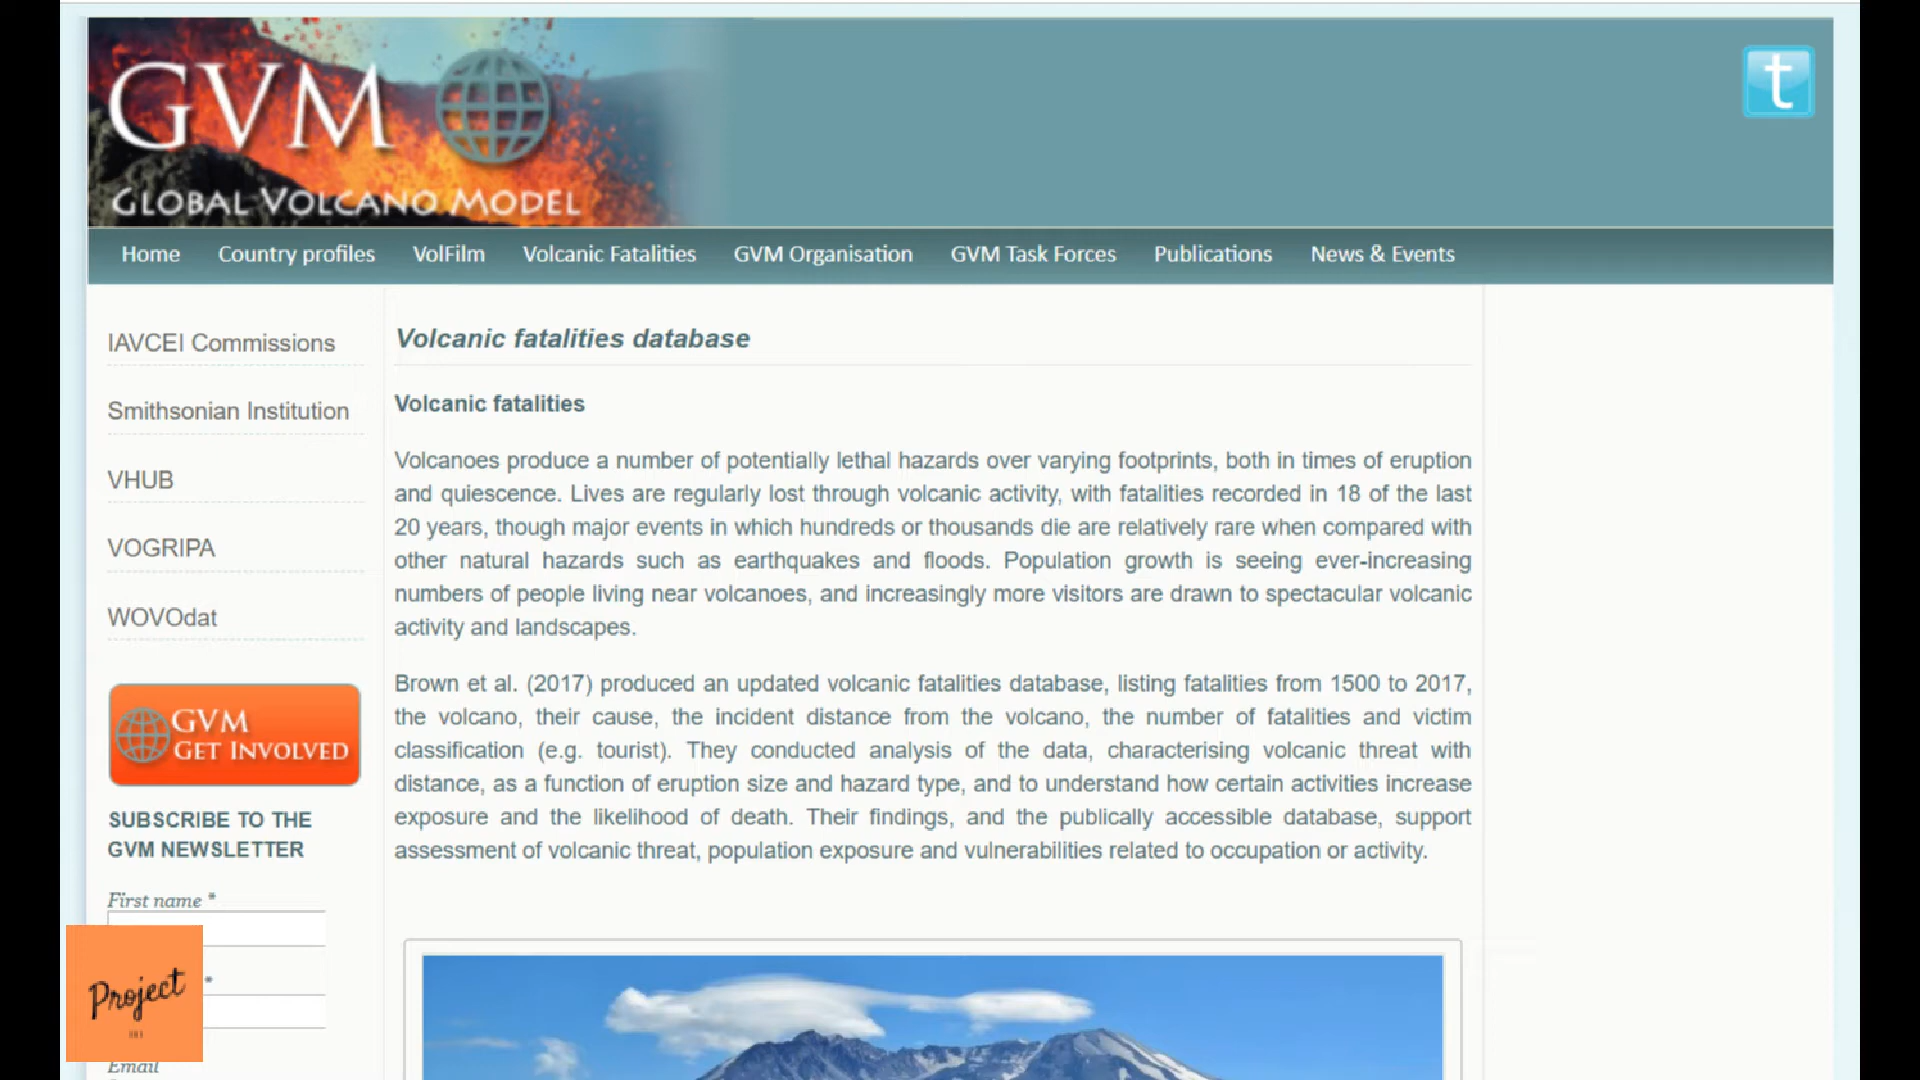 GVM
GLOBAL VOLCANO MODEL
t
Home Country profiles VolFilm Volcanic Fatalities GVM Organisation GVM Task Forces Publications News & Events
IAVCEI Commissions
Smithsonian Institution
VHUB
VOGRIPA
WOVOdat
GVM
GET INVOLVED
SUBSCRIBE TO THE
GVM NEWSLETTER
First name *
*
Email
Project
Volcanic fatalities database
Volcanic fatalities
Volcanoes produce a number of potentially lethal hazards over varying footprints, both in times of eruption
and quiescence. Lives are regularly lost through volcanic activity, with fatalities recorded in 18 of the last
20 years, though major events in which hundreds or thousands die are relatively rare when compared with
other natural hazards such as earthquakes and floods. Population growth is seeing ever-increasing
numbers of people living near volcanoes, and increasingly more visitors are drawn to spectacular volcanic
activity and landscapes.
Brown et al. (2017) produced an updated volcanic fatalities database, listing fatalities from 1500 to 2017,
the volcano, their cause, the incident distance from the volcano, the number of fatalities and victim
classification (e.g. tourist). They conducted analysis of the data, characterising volcanic threat with
distance, as a function of eruption size and hazard type, and to understand how certain activities increase
exposure and the likelihood of death. Their findings, and the publically accessible database, support
assessment of volcanic threat, population exposure and vulnerabilities related to occupation or activity.